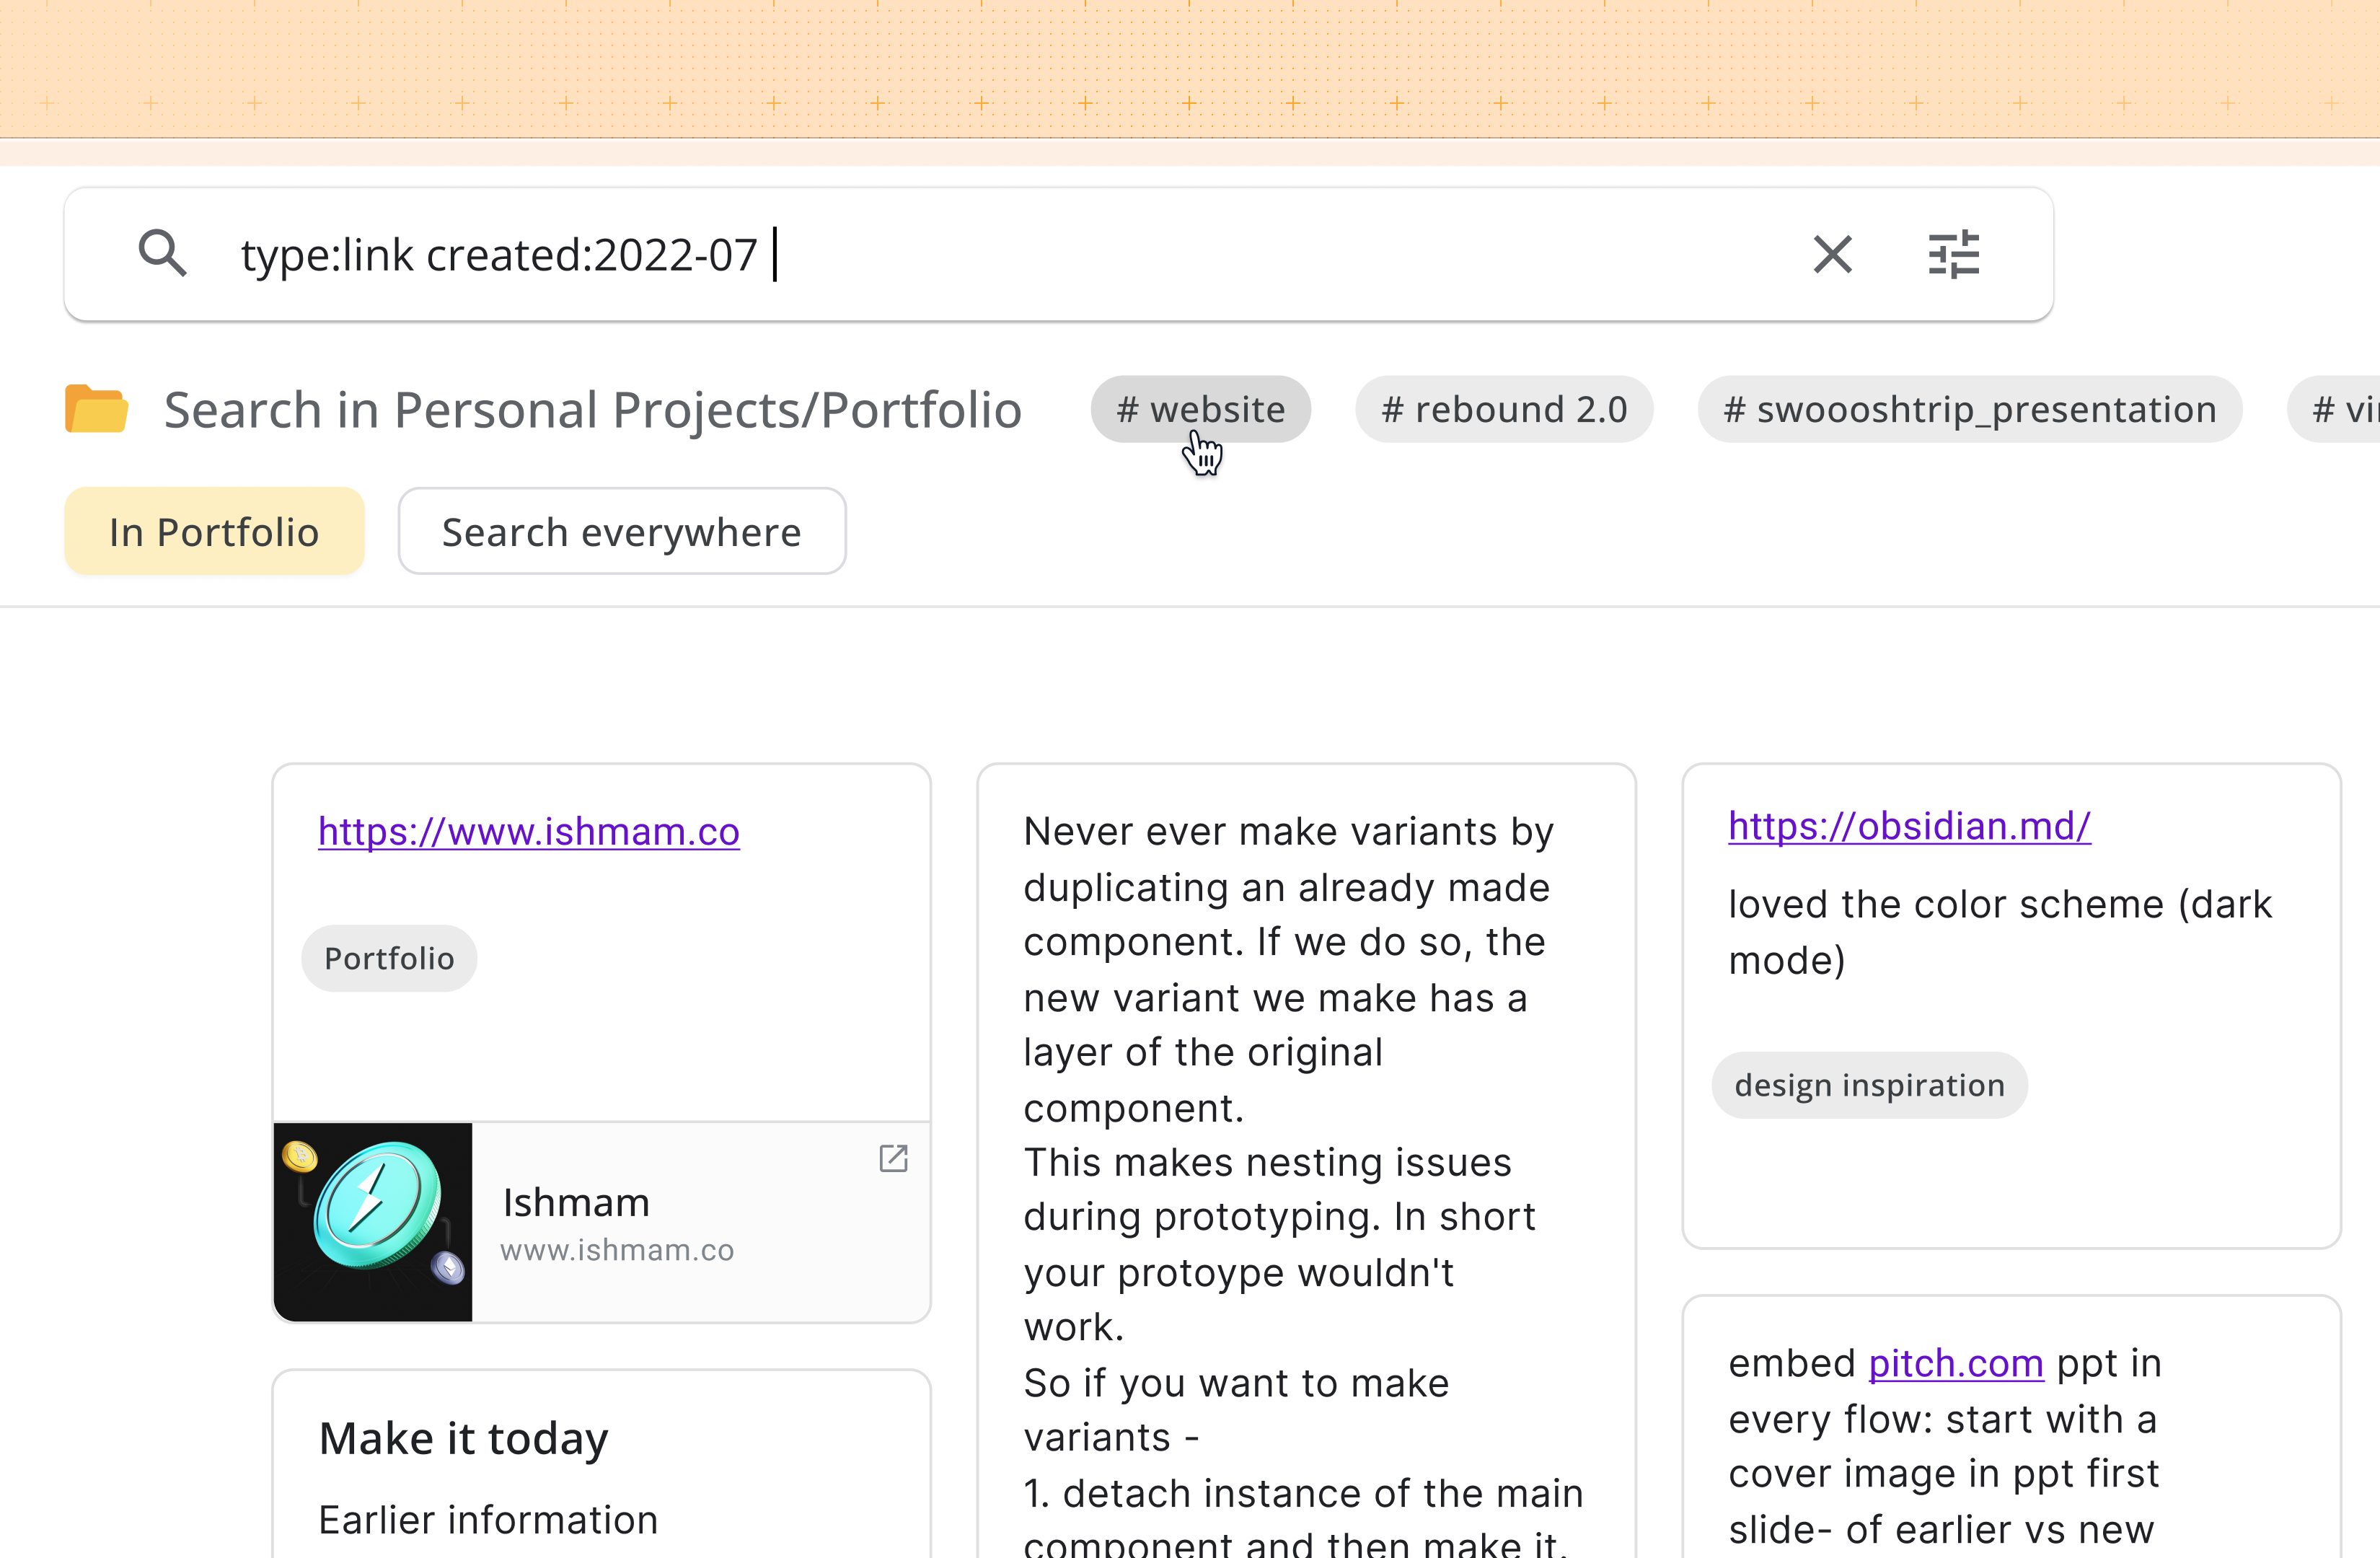 type:link created:2022-07
Search in Personal Projects/Portfolio
# website
# rebound 2.0
# swoooshtrip_presentation
In Portfolio
Search everywhere
https://www.ishmam.co
Portfolio
Ishmam
www.ishmam.co
Make it today
Earlier information
Never ever make variants by
duplicating an already made
component. If we do so, the
new variant we make has a
layer of the original
component.
This makes nesting issues
during prototyping. In short
your protoype wouldn't
work.
So if you want to make
variants -
1. detach instance of the main
component and then make it.
https://obsidian.md/
loved the color scheme (dark
mode)
design inspiration
embed pitch.com ppt in
every flow: start with a
cover image in ppt first
slide- of earlier vs new